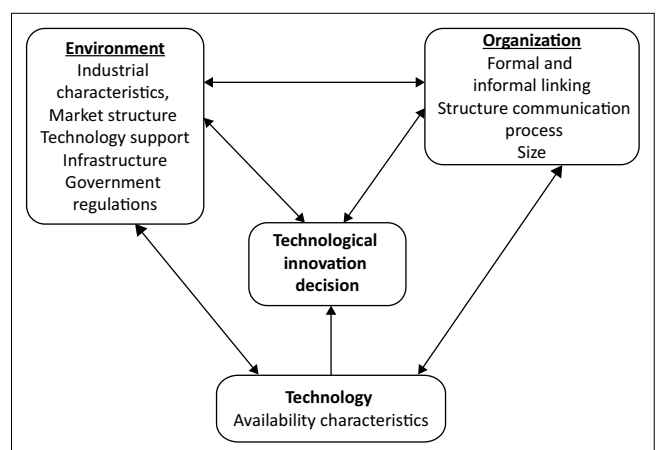 Environment
Industrial
characteristics,
Market structure
Technology support
Infrastructure
Government
regulations
Organization
Formal and
informal linking
Structure communication
process
Size
Technological
innovation
decision
Technology
Availability characteristics